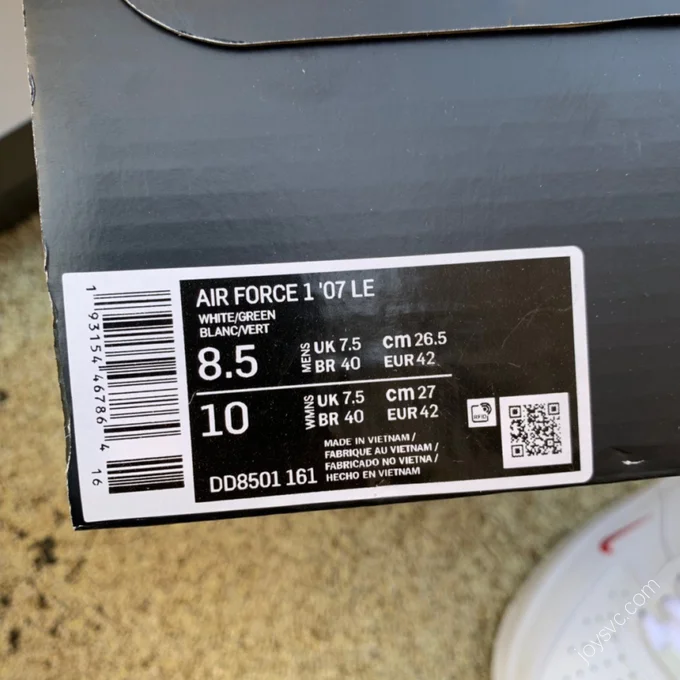 AIR FORCE 1 '07 LE
WHITE/GREEN
BLANC/VERT
8.5 MENS UK 7.5 cm 26.5
BR 40 EUR 42
10 WMNS UK 7.5 cm 27
BR 40 EUR 42
RFID
MADE IN VIETNAM /
FABRIQUE AU VIETNAM /
FABRICADO NO VIETNA /
HECHO EN VIETNAM
DD8501 161
1 93154 46786 4 16
joysvc.com